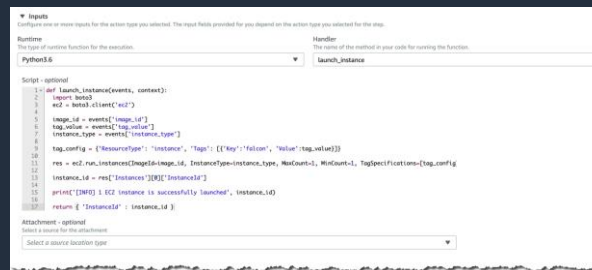 ▼ Inputs
Configure one or more inputs for the action type you selected. The input fields provided for you depend on the action type you selected for the step.
Runtime
The type of runtime function for the execution.
Python3.6
Handler
The name of the method in your code for running the function.
launch_instance
Script - optional
1 def launch_instance(events, context):
2 import boto3
3 ec2 = boto3.client('ec2')
4
5 image_id = events['image_id']
6 tag_value = events['tag_value']
7 instance_type = events['instance_type']
8
9 tag_config = {'ResourceType': 'instance', 'Tags': [{'Key':'falcon', 'Value':tag_value}]}
10
11 res = ec2.run_instances(ImageId=image_id, InstanceType=instance_type, MaxCount=1, MinCount=1, TagSpecifications=[tag_config
12
13 instance_id = res['Instances'][0]['InstanceId']
14
15 print('[INFO] 1 EC2 instance is successfully launched', instance_id)
16
17 return { 'InstanceId' : instance_id }
Attachment - optional
Select a source for the attachment
Select a source location type